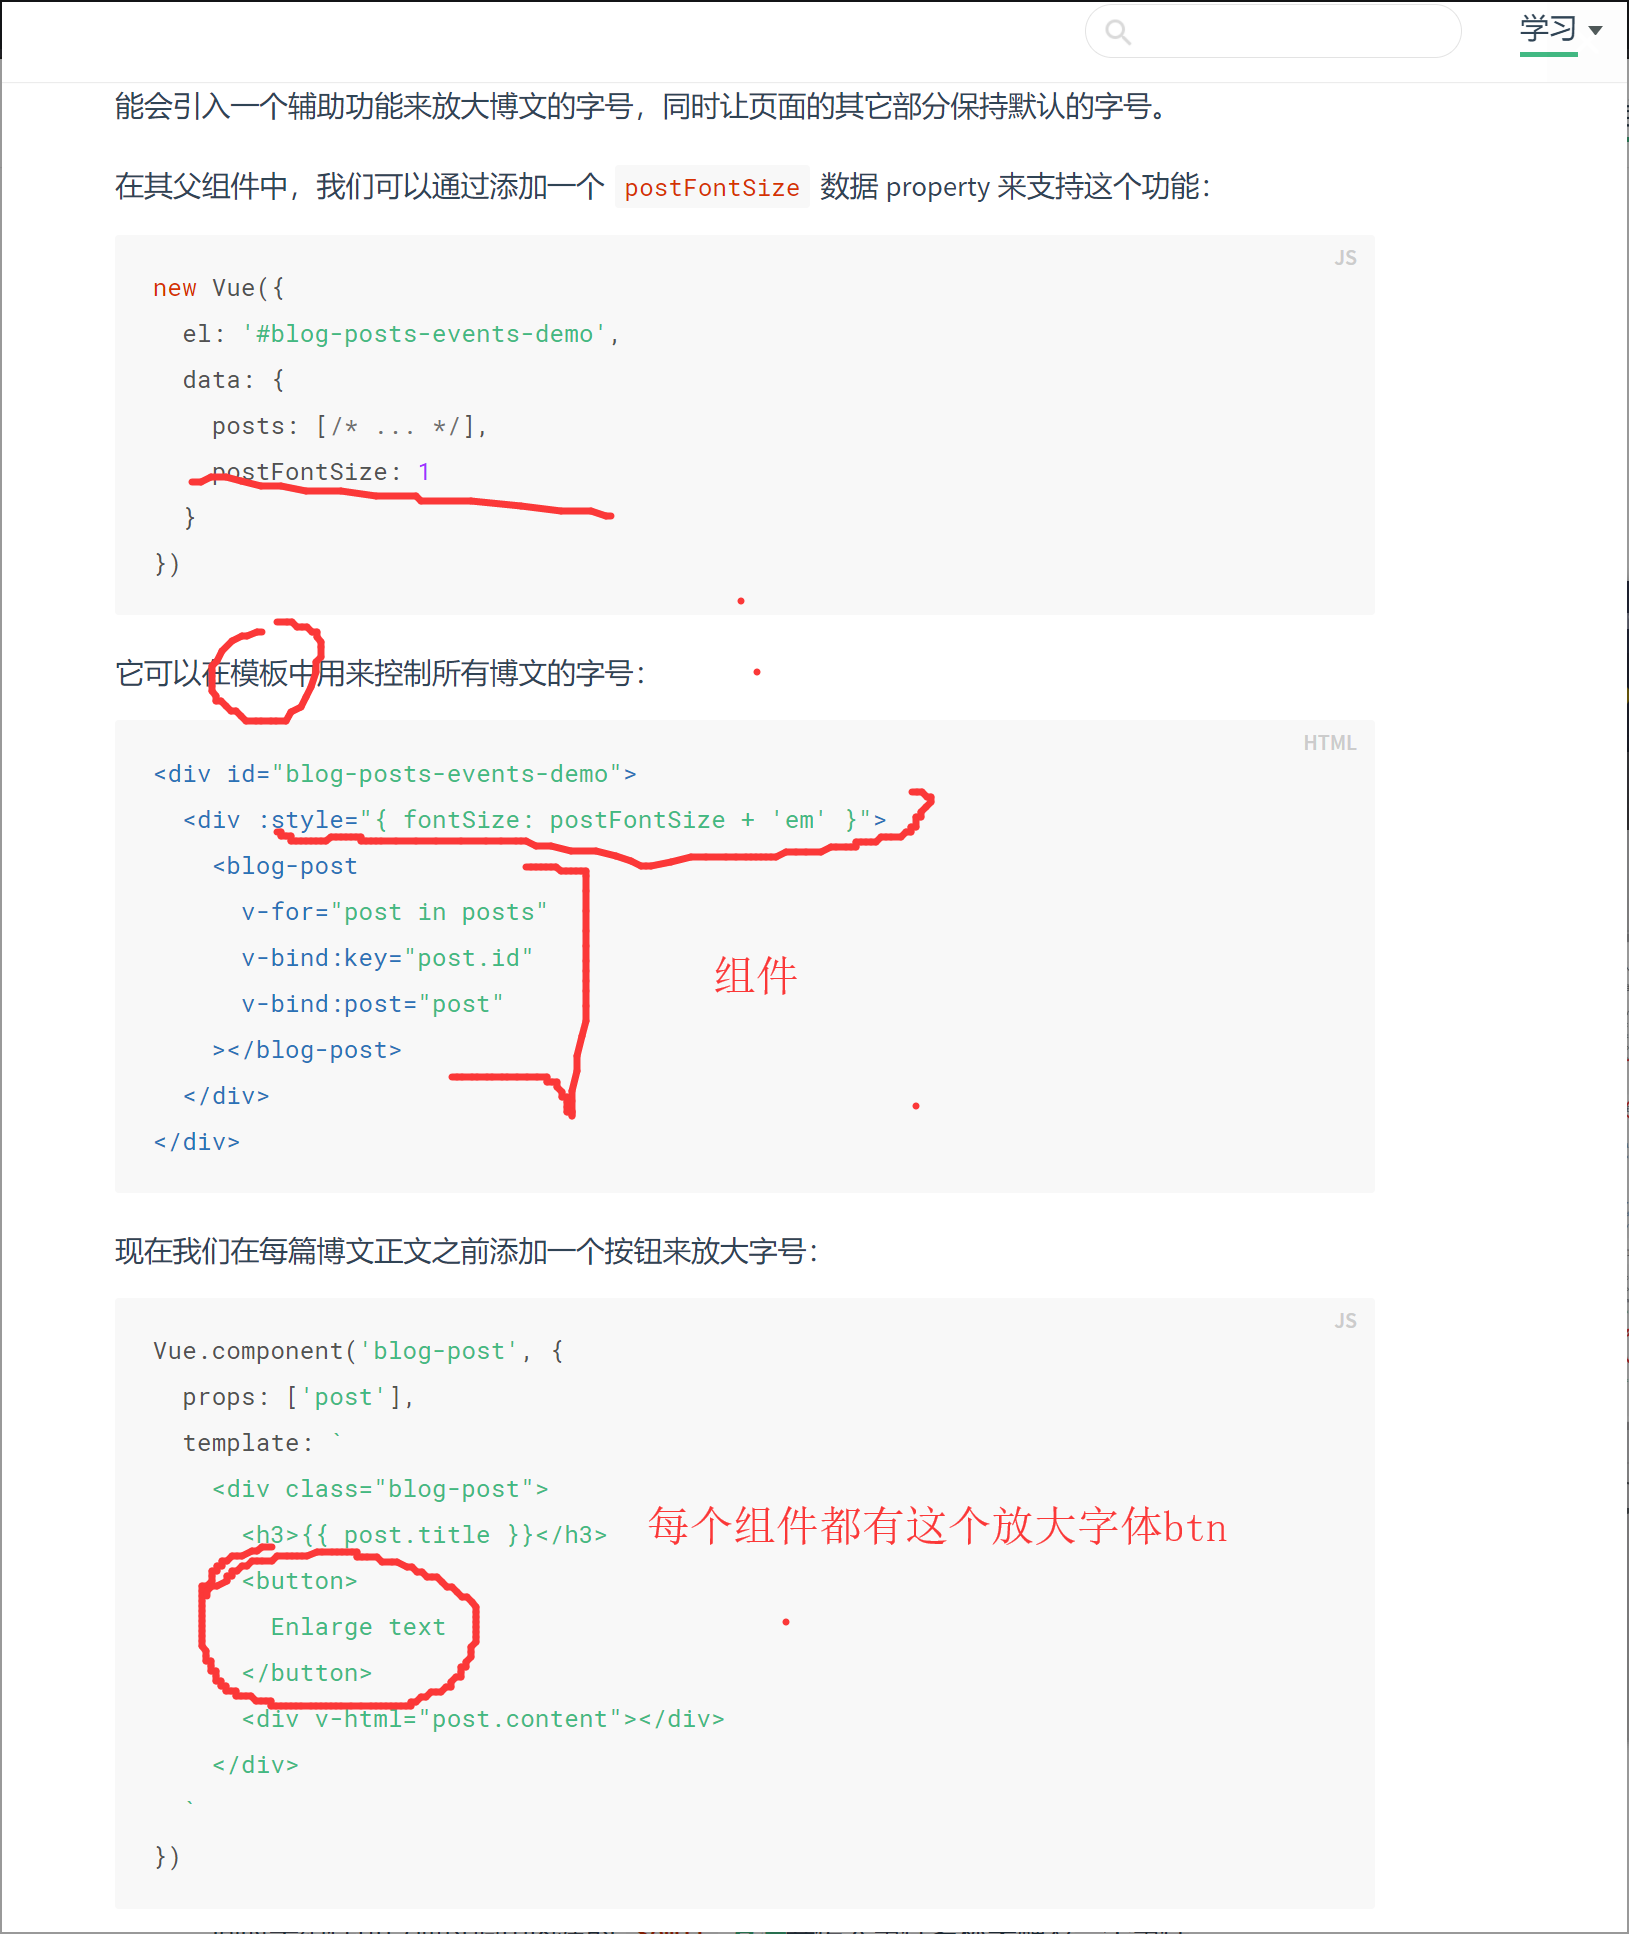 学习
能会引入一个辅助功能来放大博文的字号，同时让页面的其它部分保持默认的字号。
在其父组件中，我们可以通过添加一个 postFontSize 数据 property 来支持这个功能：
JS
new Vue({
  el: '#blog-posts-events-demo',
  data: {
    posts: [/* ... */],
    postFontSize: 1
  }
})
它可以在模板中用来控制所有博文的字号：
HTML
<div id="blog-posts-events-demo">
  <div :style="{ fontSize: postFontSize + 'em' }">
    <blog-post
      v-for="post in posts"
      v-bind:key="post.id"
      v-bind:post="post"
    ></blog-post>
  </div>
</div>
组件
现在我们在每篇博文正文之前添加一个按钮来放大字号：
JS
Vue.component('blog-post', {
  props: ['post'],
  template: `
    <div class="blog-post">
      <h3>{{ post.title }}</h3>
      <button>
        Enlarge text
      </button>
      <div v-html="post.content"></div>
    </div>
  `
})
每个组件都有这个放大字体btn